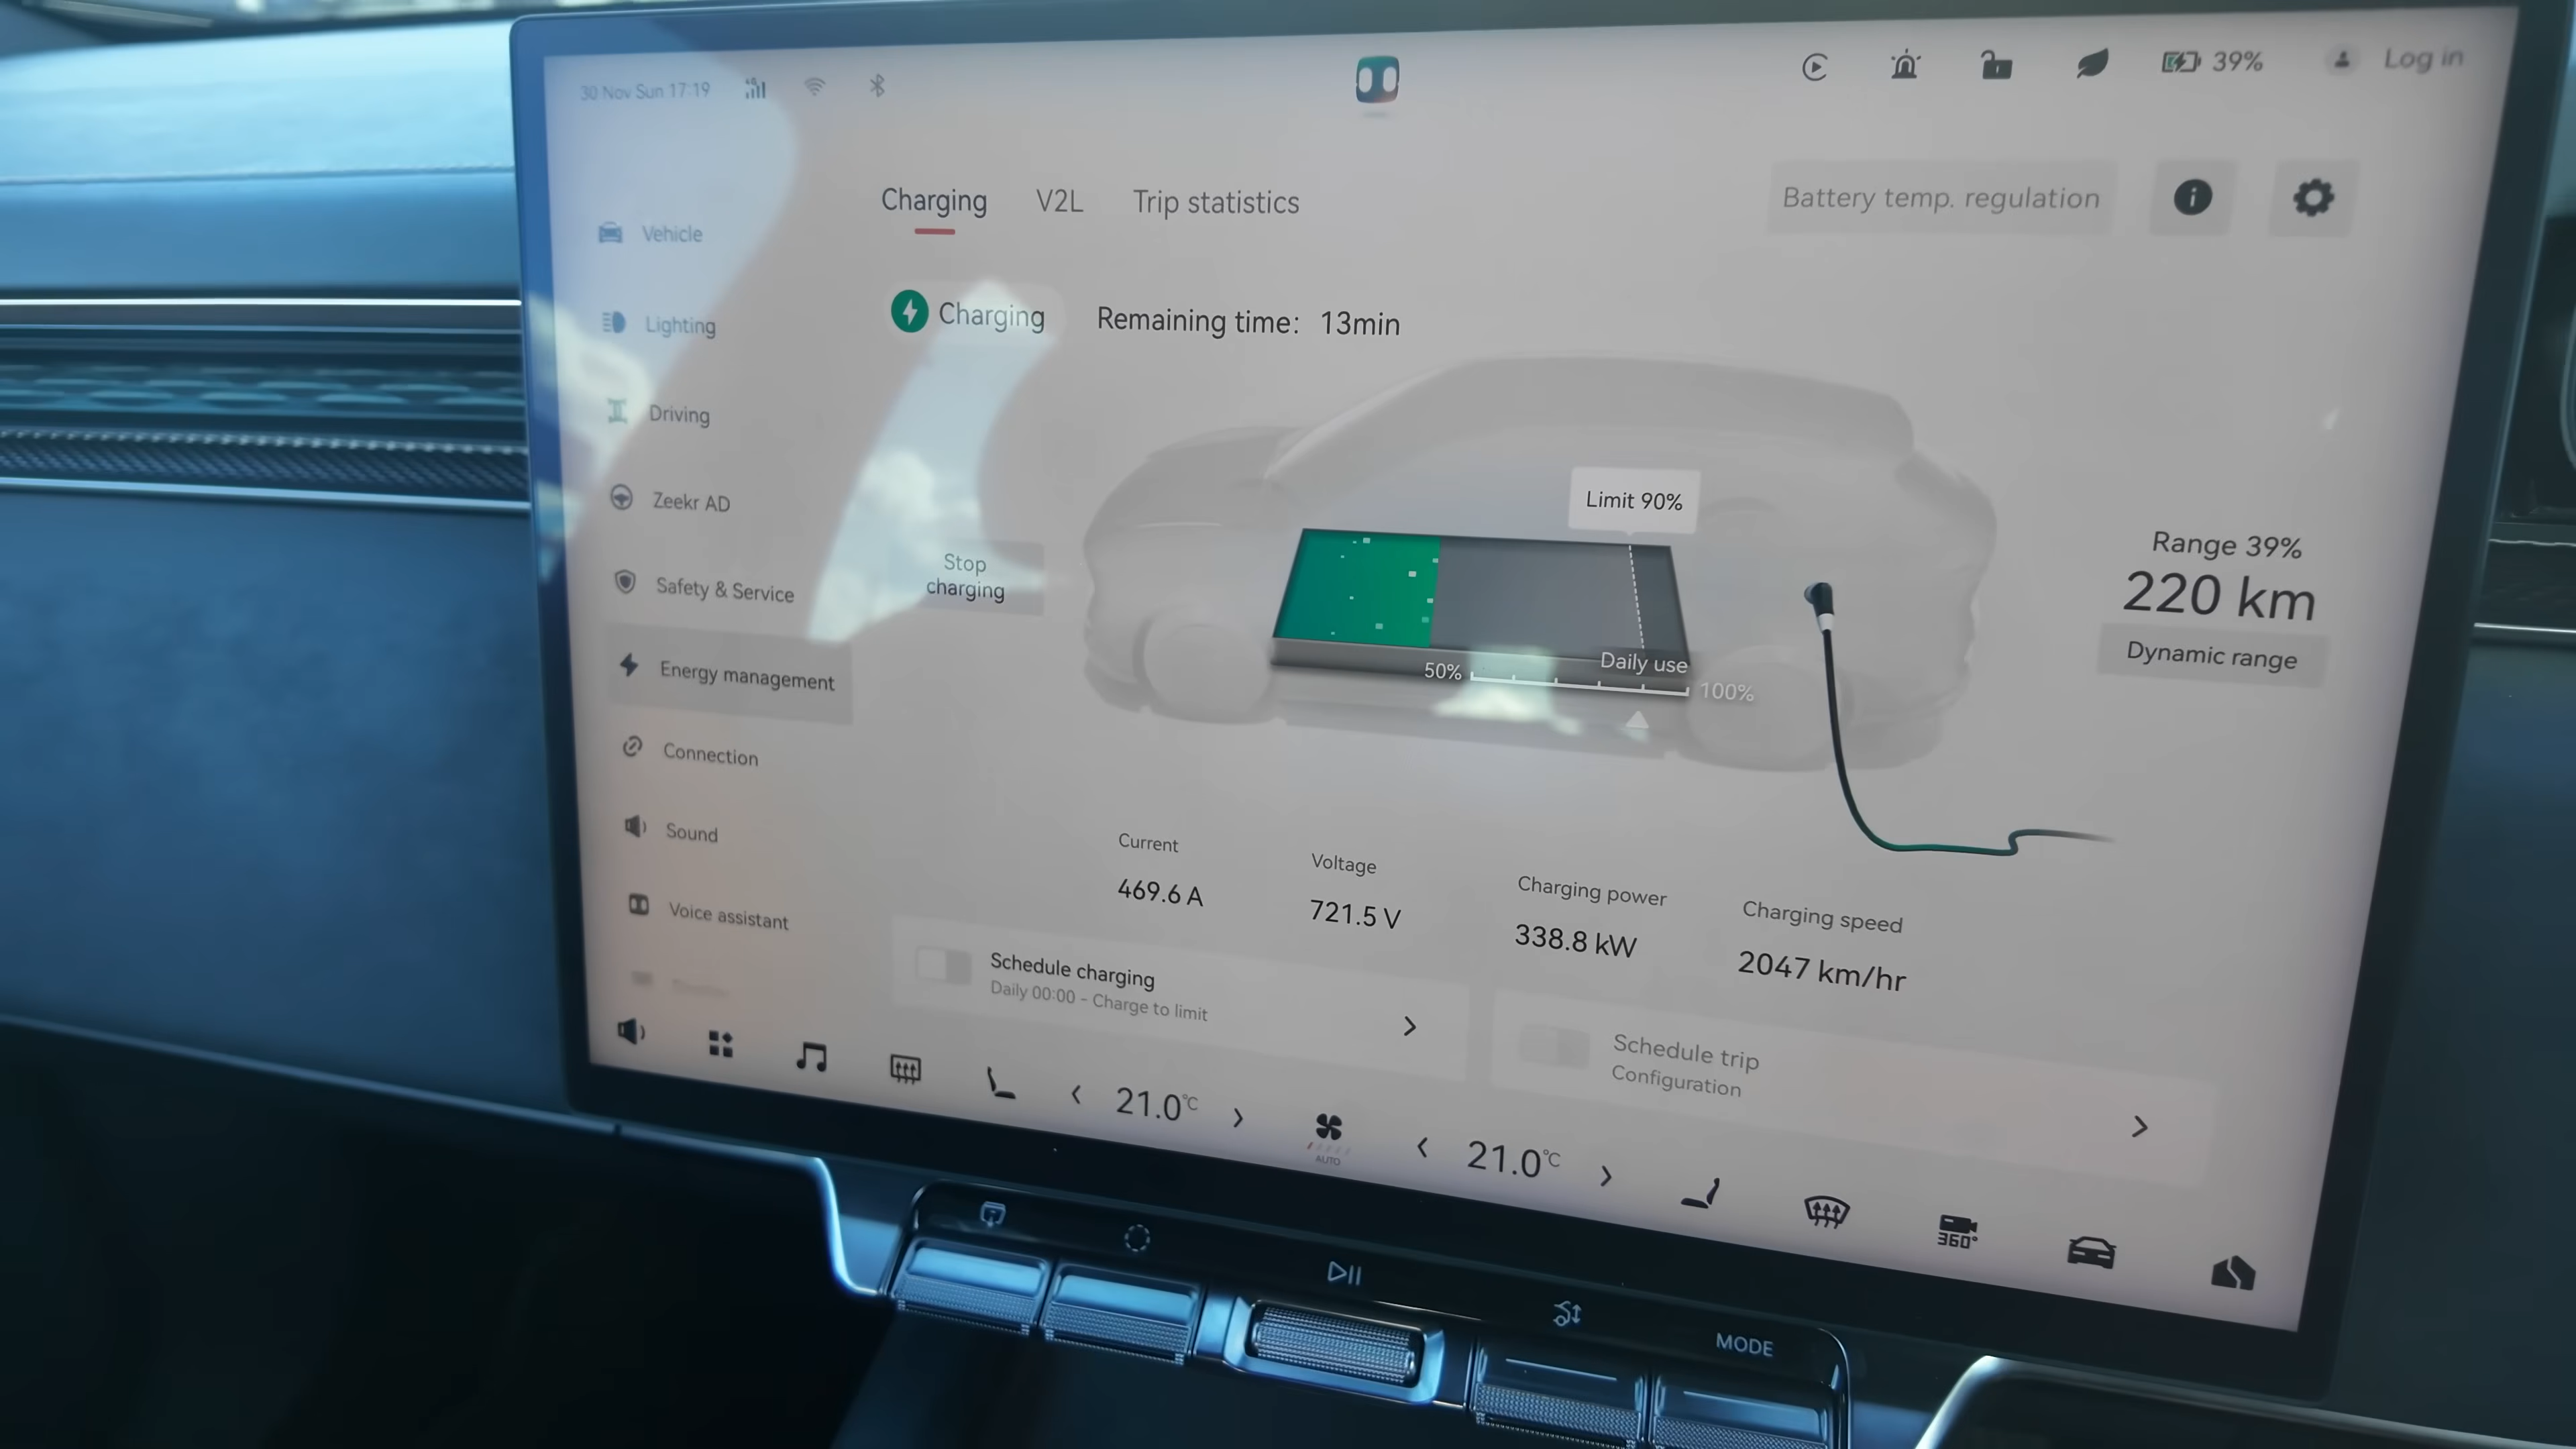 30 Nov Sun 17:19
39%
Log in
Charging
V2L
Trip statistics
Battery temp. regulation
Vehicle
Lighting
Driving
Zeekr AD
Safety & Service
Energy management
Connection
Sound
Voice assistant
Charging
Remaining time: 13min
Stop
charging
Limit 90%
Daily use
50%
100%
Range 39%
220 km
Dynamic range
Current
469.6 A
Voltage
721.5 V
Charging power
338.8 kW
Charging speed
2047 km/hr
Schedule charging
Daily 00:00 - Charge to limit
Schedule trip
Configuration
21.0°C
AUTO
21.0°C
360°
MODE